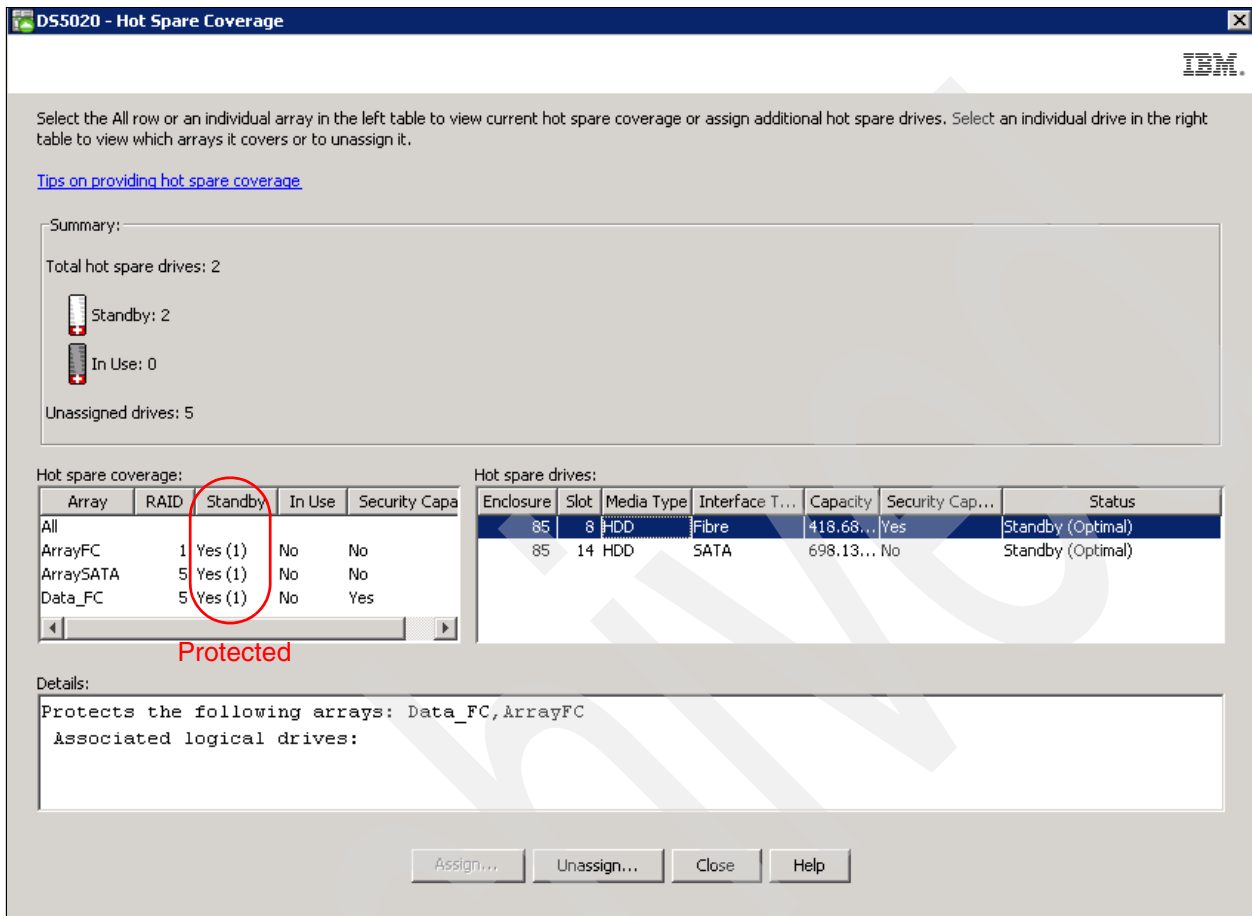 DS5020 - Hot Spare Coverage
IBM.
Select the All row or an individual array in the left table to view current hot spare coverage or assign additional hot spare drives. Select an individual drive in the right
table to view which arrays it covers or to unassign it.
Tips on providing hot spare coverage
Summary:
Total hot spare drives: 2
Standby: 2
In Use: 0
Unassigned drives: 5
Hot spare coverage:
Array RAID Standby In Use Security Capa
All
ArrayFC 1 Yes (1) No No
ArraySATA 5 Yes (1) No No
Data_FC 5 Yes (1) No Yes
Protected
Hot spare drives:
Enclosure Slot Media Type Interface T... Capacity Security Cap... Status
85 8 HDD Fibre 418.68... Yes Standby (Optimal)
85 14 HDD SATA 698.13... No Standby (Optimal)
Details:
Protects the following arrays: Data_FC,ArrayFC
Associated logical drives:
Assign... Unassign... Close Help